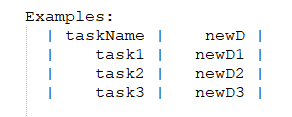 Examples:
| taskName | newD |
| task1 | newD1 |
| task2 | newD2 |
| task3 | newD3 |